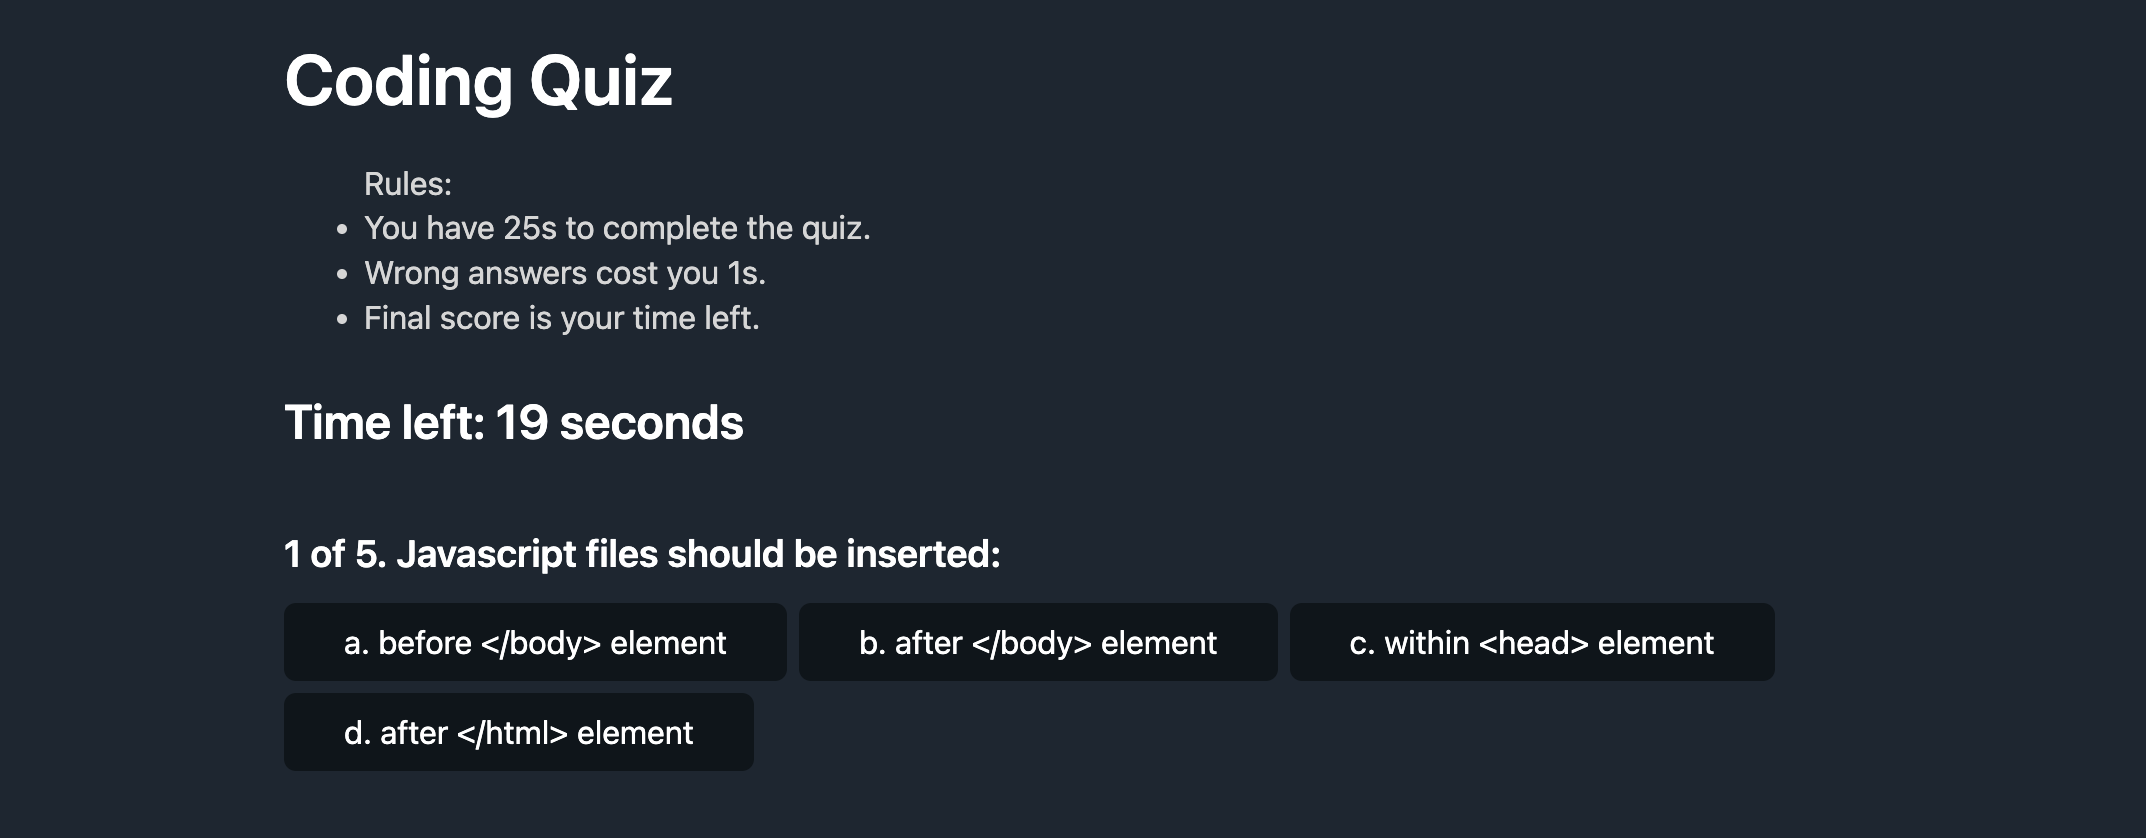 Coding Quiz
Rules:
• You have 25s to complete the quiz.
• Wrong answers cost you 1s.
• Final score is your time left.
Time left: 19 seconds
1 of 5. Javascript files should be inserted:
a. before </body> element
b. after </body> element
c. within <head> element
d. after </html> element